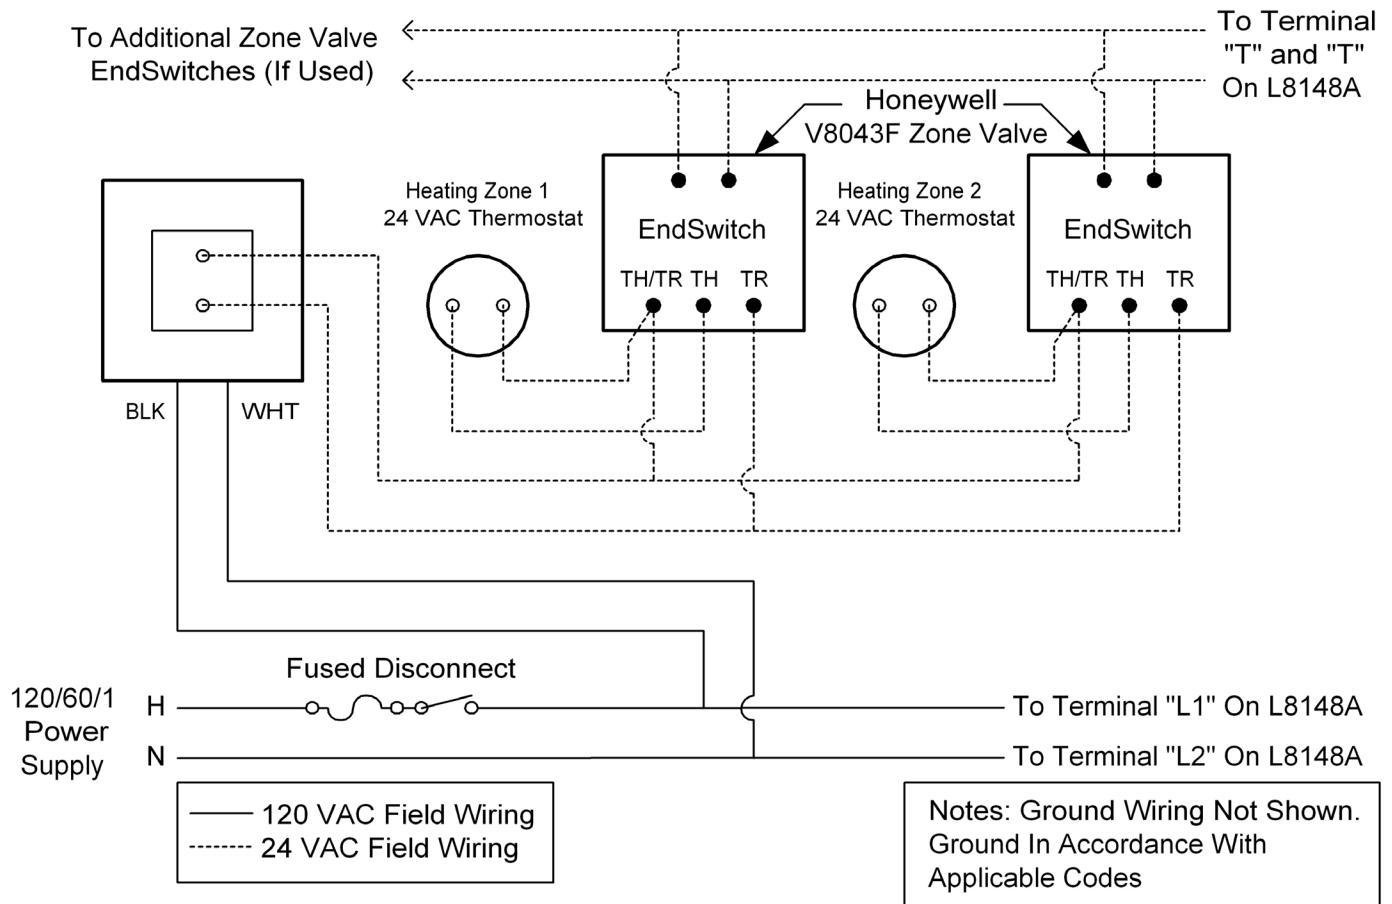 To Additional Zone Valve
EndSwitches (If Used)
To Terminal
"T" and "T"
On L8148A
Honeywell
V8043F Zone Valve
Heating Zone 1
24 VAC Thermostat
EndSwitch
TH/TR TH TR
Heating Zone 2
24 VAC Thermostat
EndSwitch
TH/TR TH TR
BLK
WHT
Fused Disconnect
120/60/1
Power
Supply
H
N
To Terminal "L1" On L8148A
To Terminal "L2" On L8148A
120 VAC Field Wiring
24 VAC Field Wiring
Notes: Ground Wiring Not Shown.
Ground In Accordance With
Applicable Codes